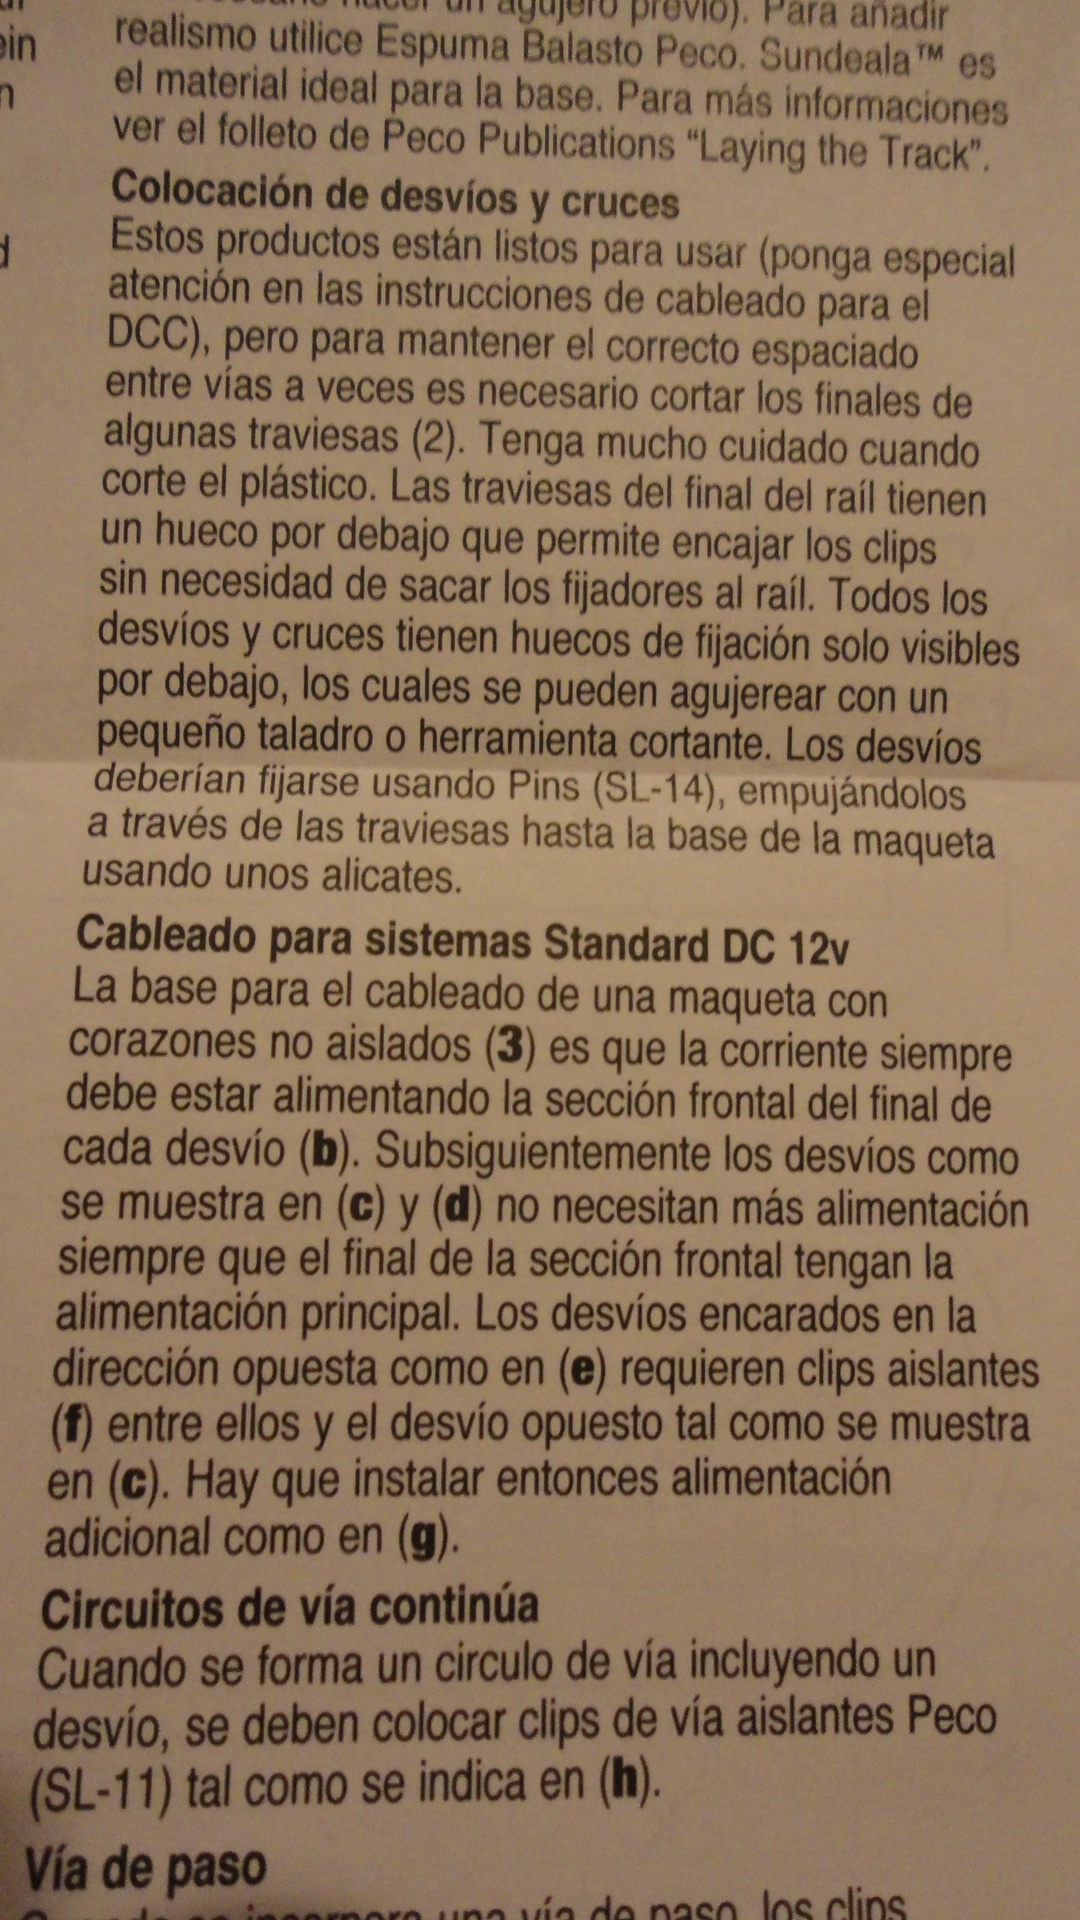 hacer un agujero previo). Para añadir
realismo utilice Espuma Balasto Peco. Sundeala™ es
el material ideal para la base. Para más informaciones
ver el folleto de Peco Publications “Laying the Track”.
Colocación de desvíos y cruces
Estos productos están listos para usar (ponga especial
atención en las instrucciones de cableado para el
DCC), pero para mantener el correcto espaciado
entre vías a veces es necesario cortar los finales de
algunas traviesas (2). Tenga mucho cuidado cuando
corte el plástico. Las traviesas del final del raíl tienen
un hueco por debajo que permite encajar los clips
sin necesidad de sacar los fijadores al raíl. Todos los
desvíos y cruces tienen huecos de fijación solo visibles
por debajo, los cuales se pueden agujerear con un
pequeño taladro o herramienta cortante. Los desvíos
deberían fijarse usando Pins (SL-14), empujándolos
a través de las traviesas hasta la base de la maqueta
usando unos alicates.
Cableado para sistemas Standard DC 12v
La base para el cableado de una maqueta con
corazones no aislados (3) es que la corriente siempre
debe estar alimentando la sección frontal del final de
cada desvío (b). Subsiguientemente los desvíos como
se muestra en (c) y (d) no necesitan más alimentación
siempre que el final de la sección frontal tengan la
alimentación principal. Los desvíos encarados en la
dirección opuesta como en (e) requieren clips aislantes
(f) entre ellos y el desvío opuesto tal como se muestra
en (c). Hay que instalar entonces alimentación
adicional como en (g).
Circuitos de vía continúa
Cuando se forma un circulo de vía incluyendo un
desvío, se deben colocar clips de vía aislantes Peco
(SL-11) tal como se indica en (h).
Vía de paso
una vía de paso, los clips